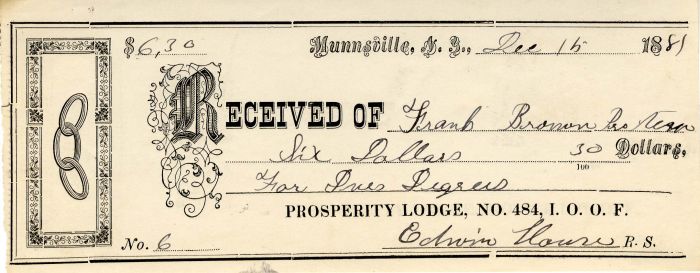 $6,30 Munnsville, N. Y., Dec 15 1881
RECEIVED OF Frank Brown
Six Dollars 30/100 Dollars,
For Dues Degrees
PROSPERITY LODGE, NO. 484, I. O. O. F.
No. 6 Edwin House R. S.